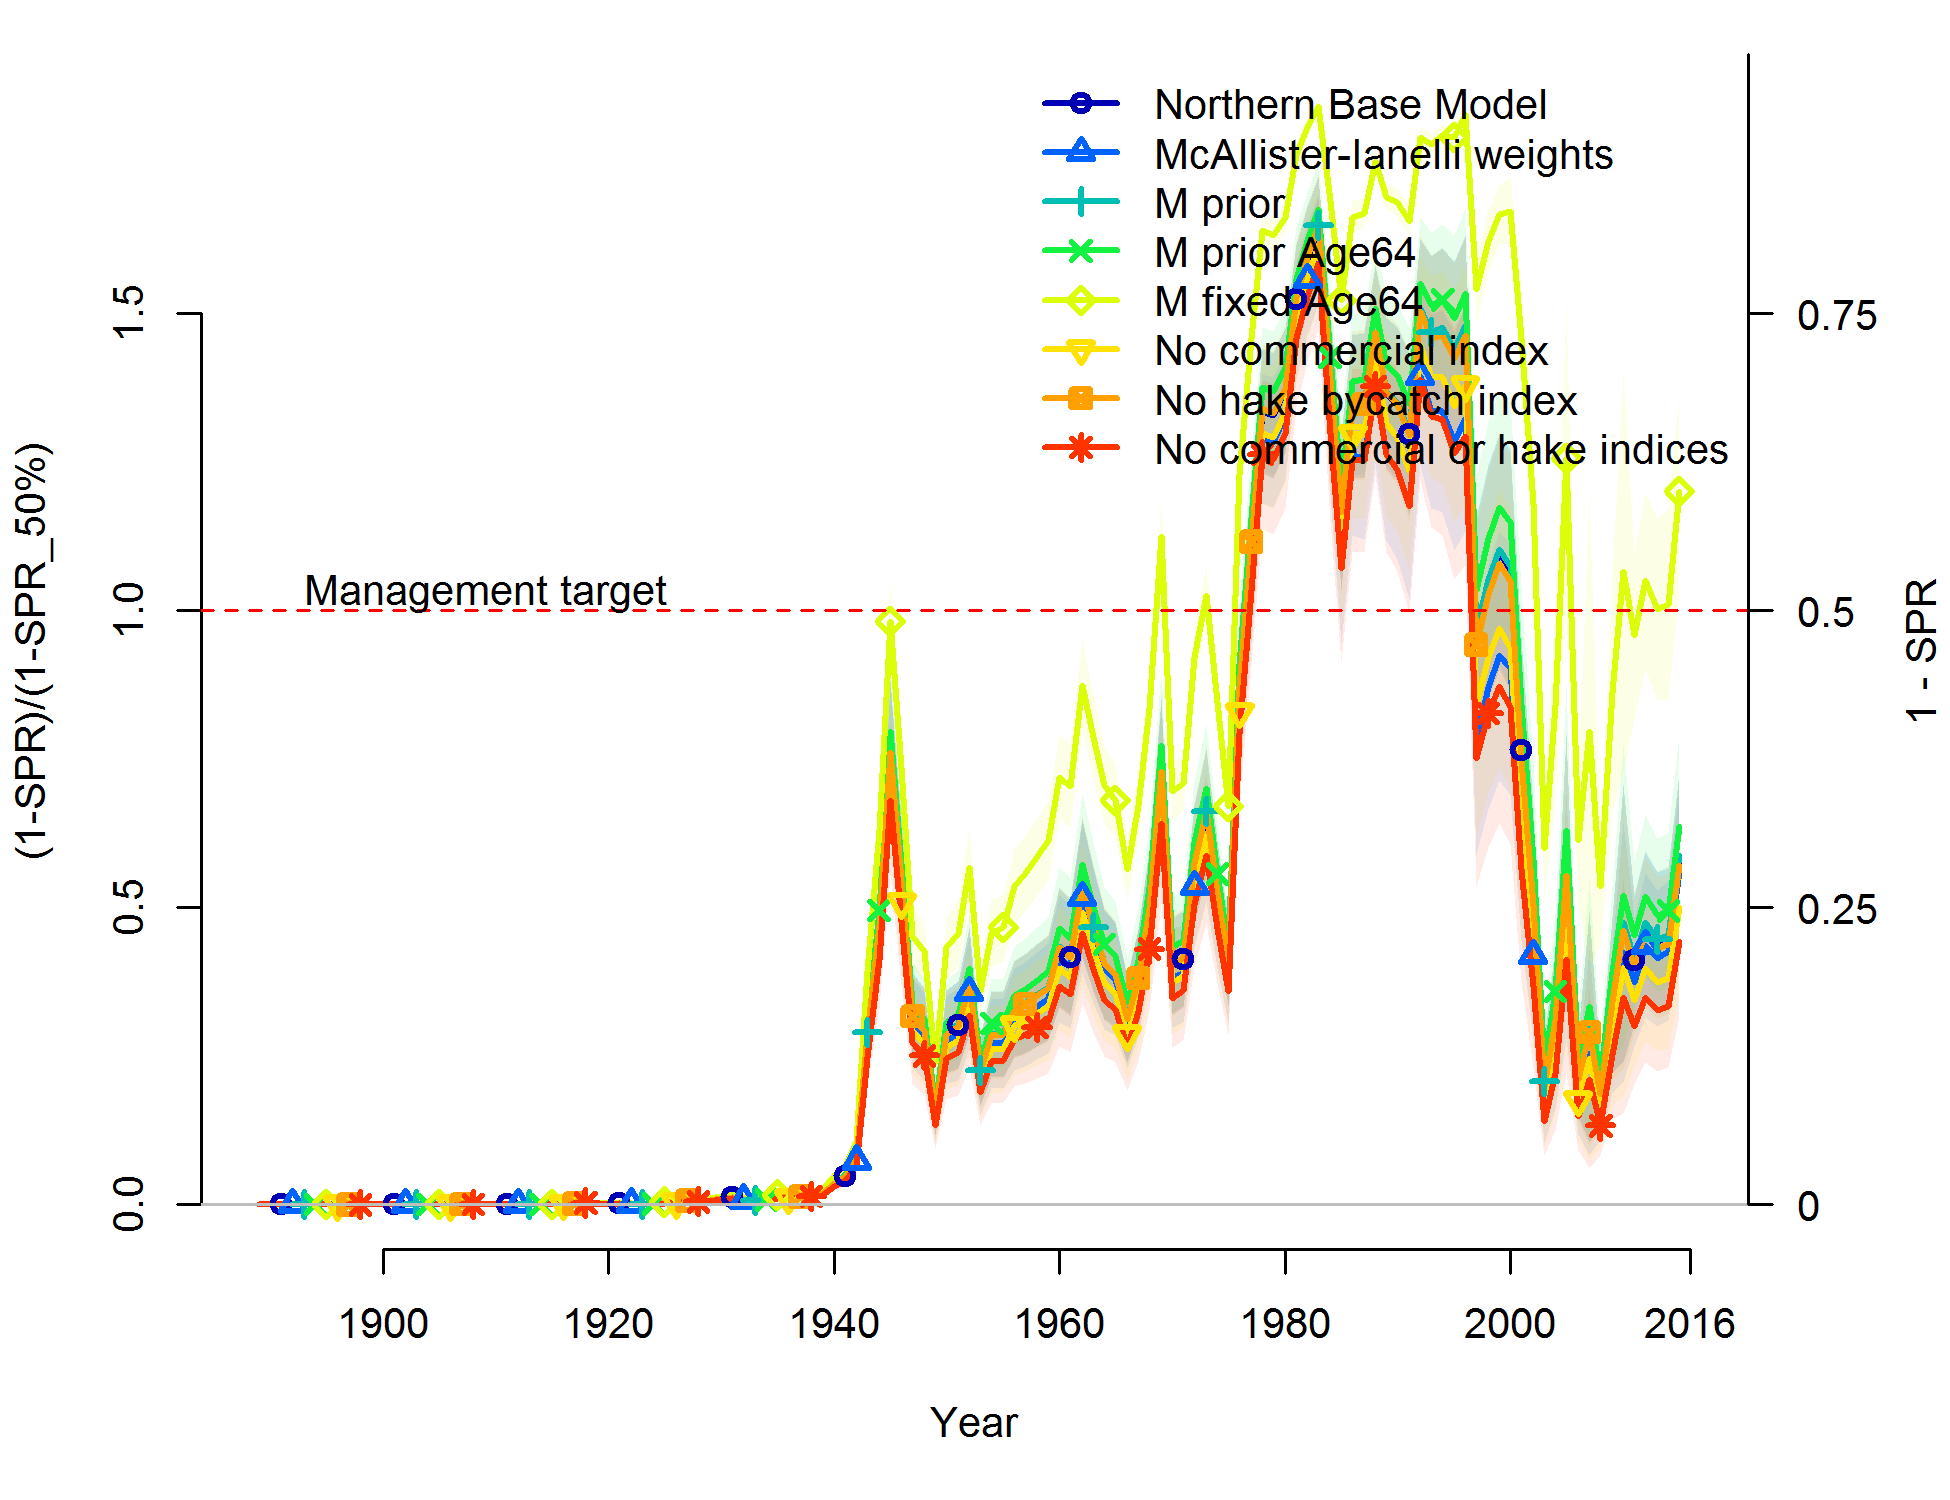 Northern Base Model
McAllister-Ianelli weights
M prior
M prior Age64
M fixed Age64
No commercial index
No hake bycatch index
No commercial or hake indices
Management target
(1-SPR)/(1-SPR_50%)
0.0
0.5
1.0
1.5
1 - SPR
0
0.25
0.5
0.75
1900
1920
1940
1960
1980
2000
2016
Year